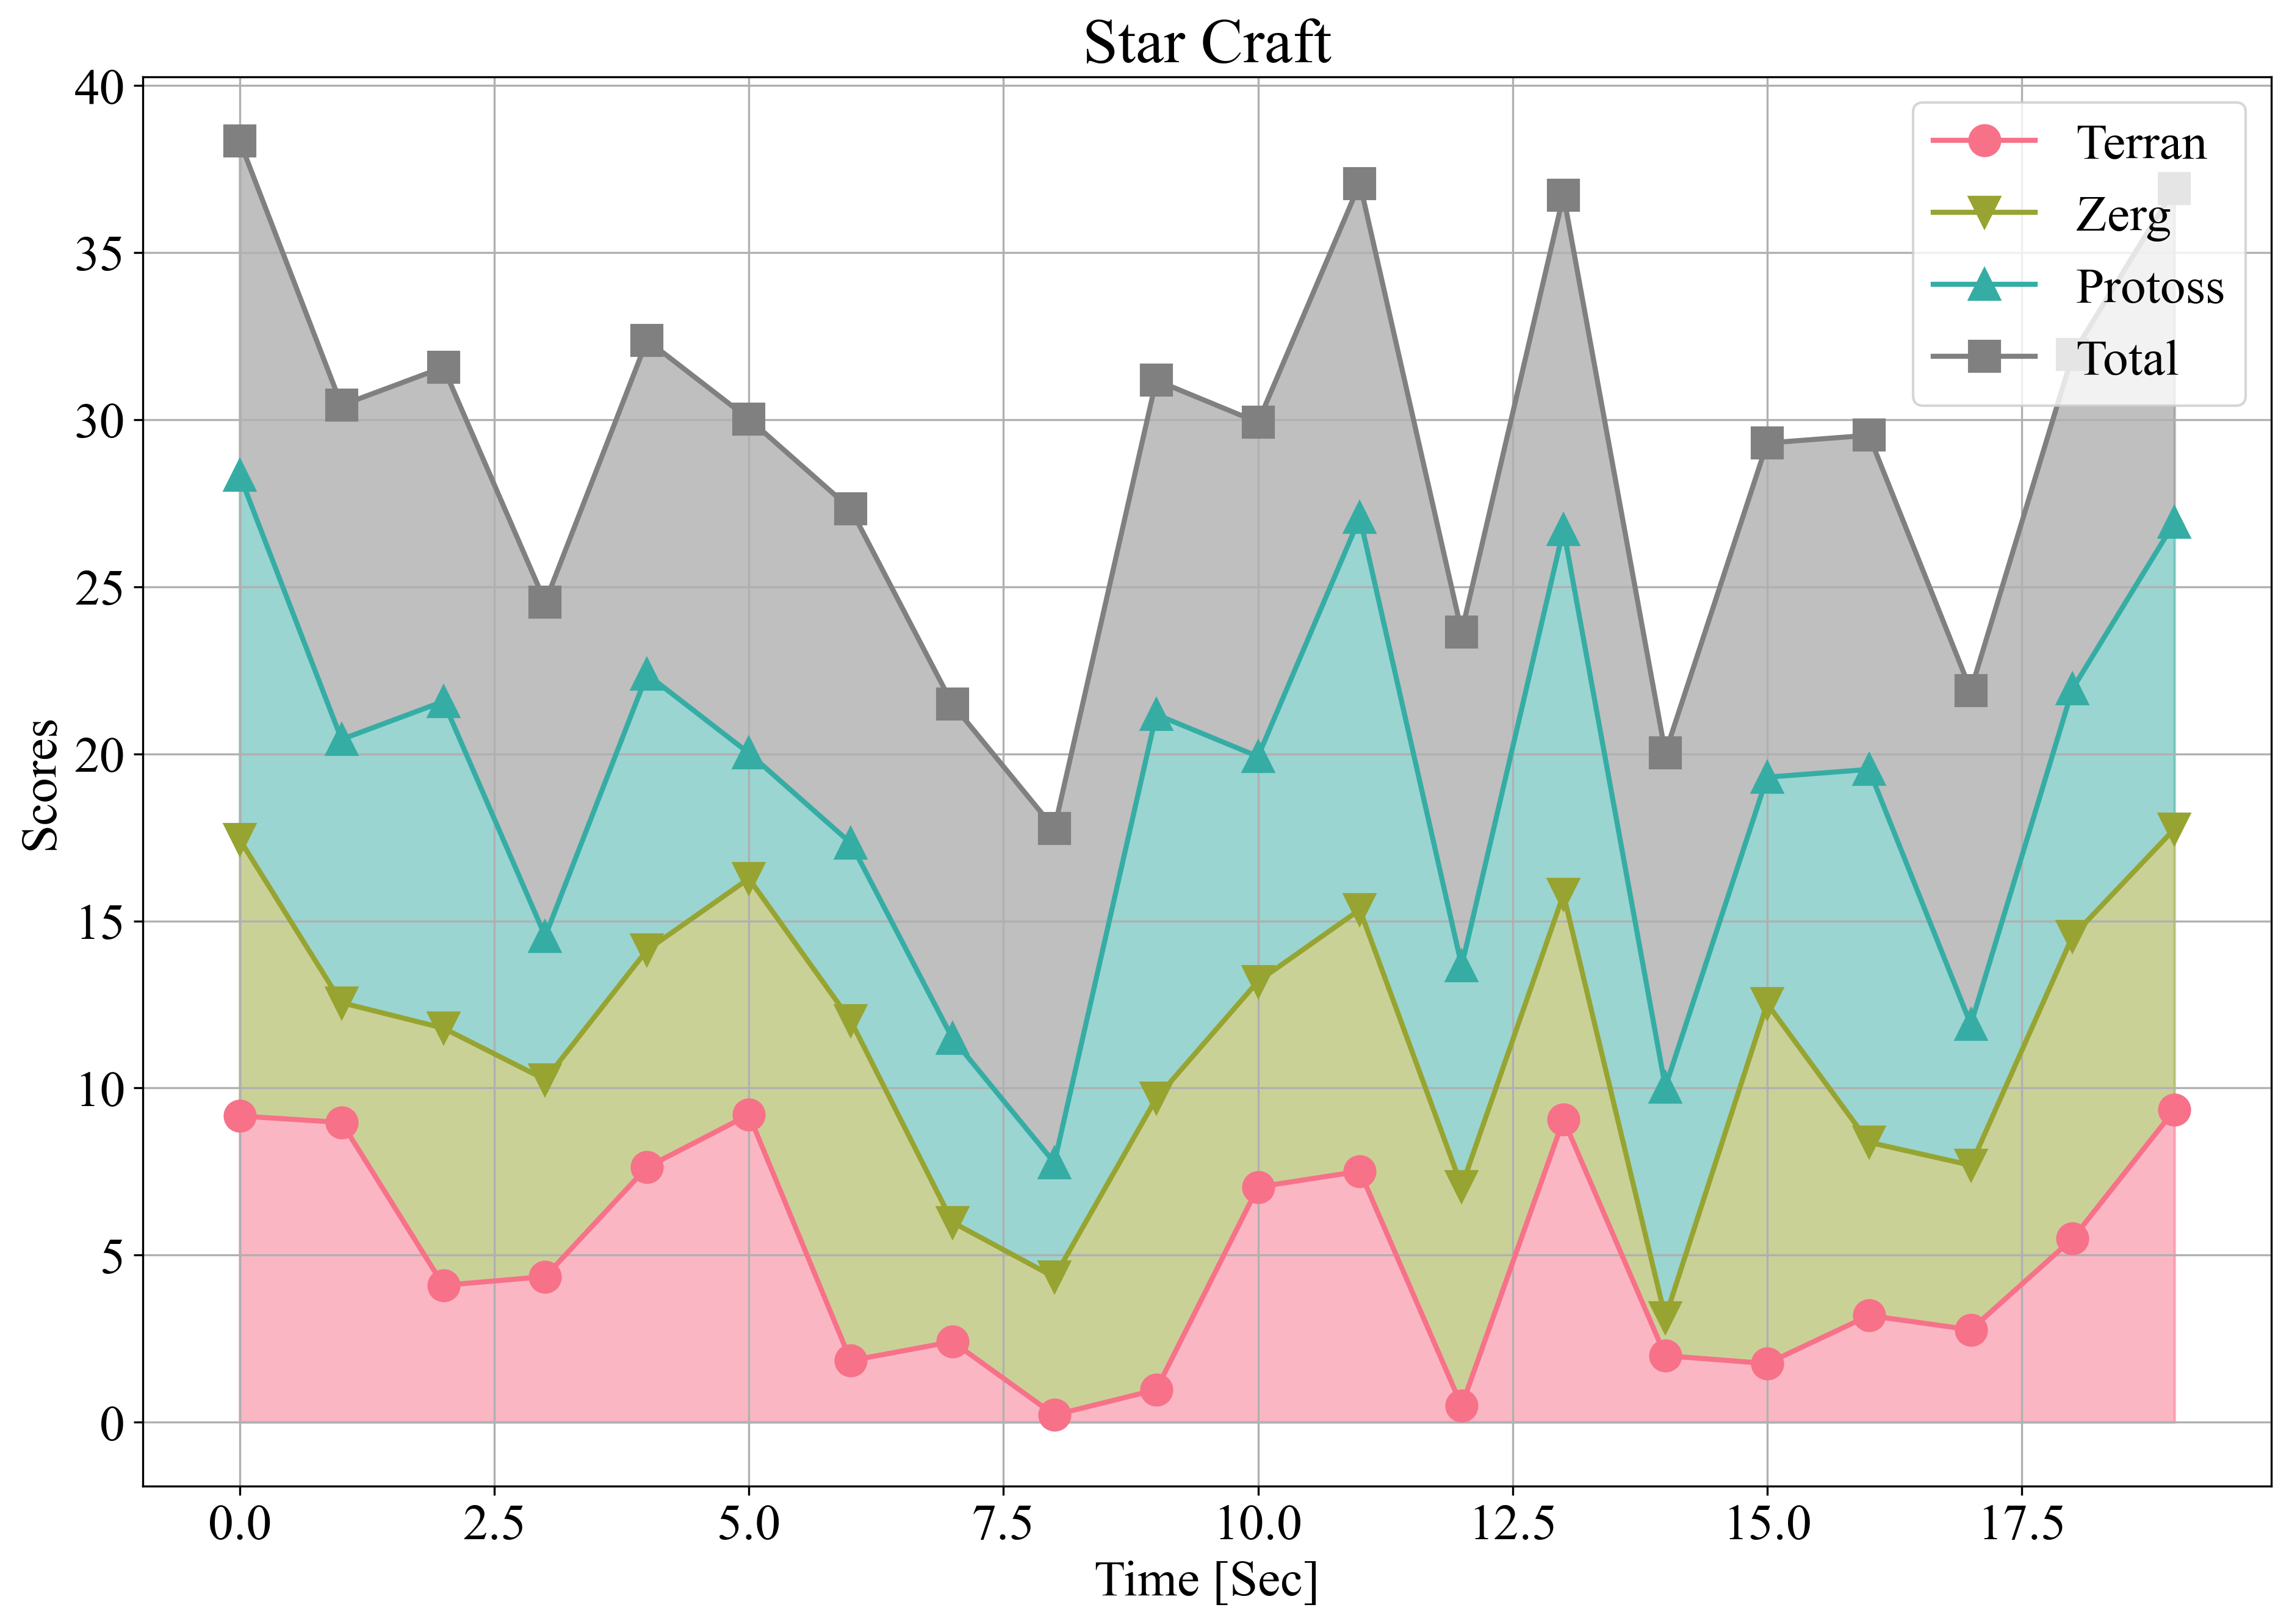 Star Craft
40
35
30
25
20
15
10
5
0
Scores
Terran
Zerg
Protoss
Total
0.0 2.5 5.0 7.5 10.0 12.5 15.0 17.5
Time [Sec]